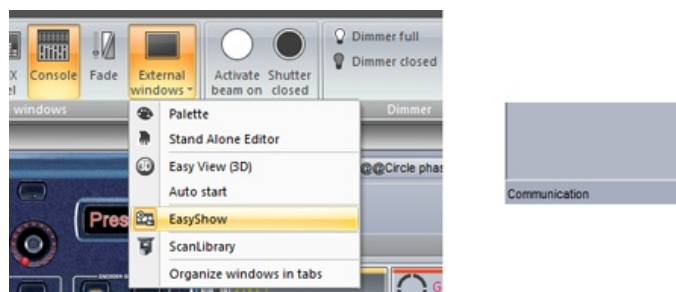 Dimmer full
Console Fade External windows Activate beam on Shutter closed
Dimmer closed
windows
Dimmer
Palette
Stand Alone Editor
3D Easy View (3D)
@@Circle phas
Auto start
Communication
Pres
EasyShow
ScanLibrary
Organize windows in tabs